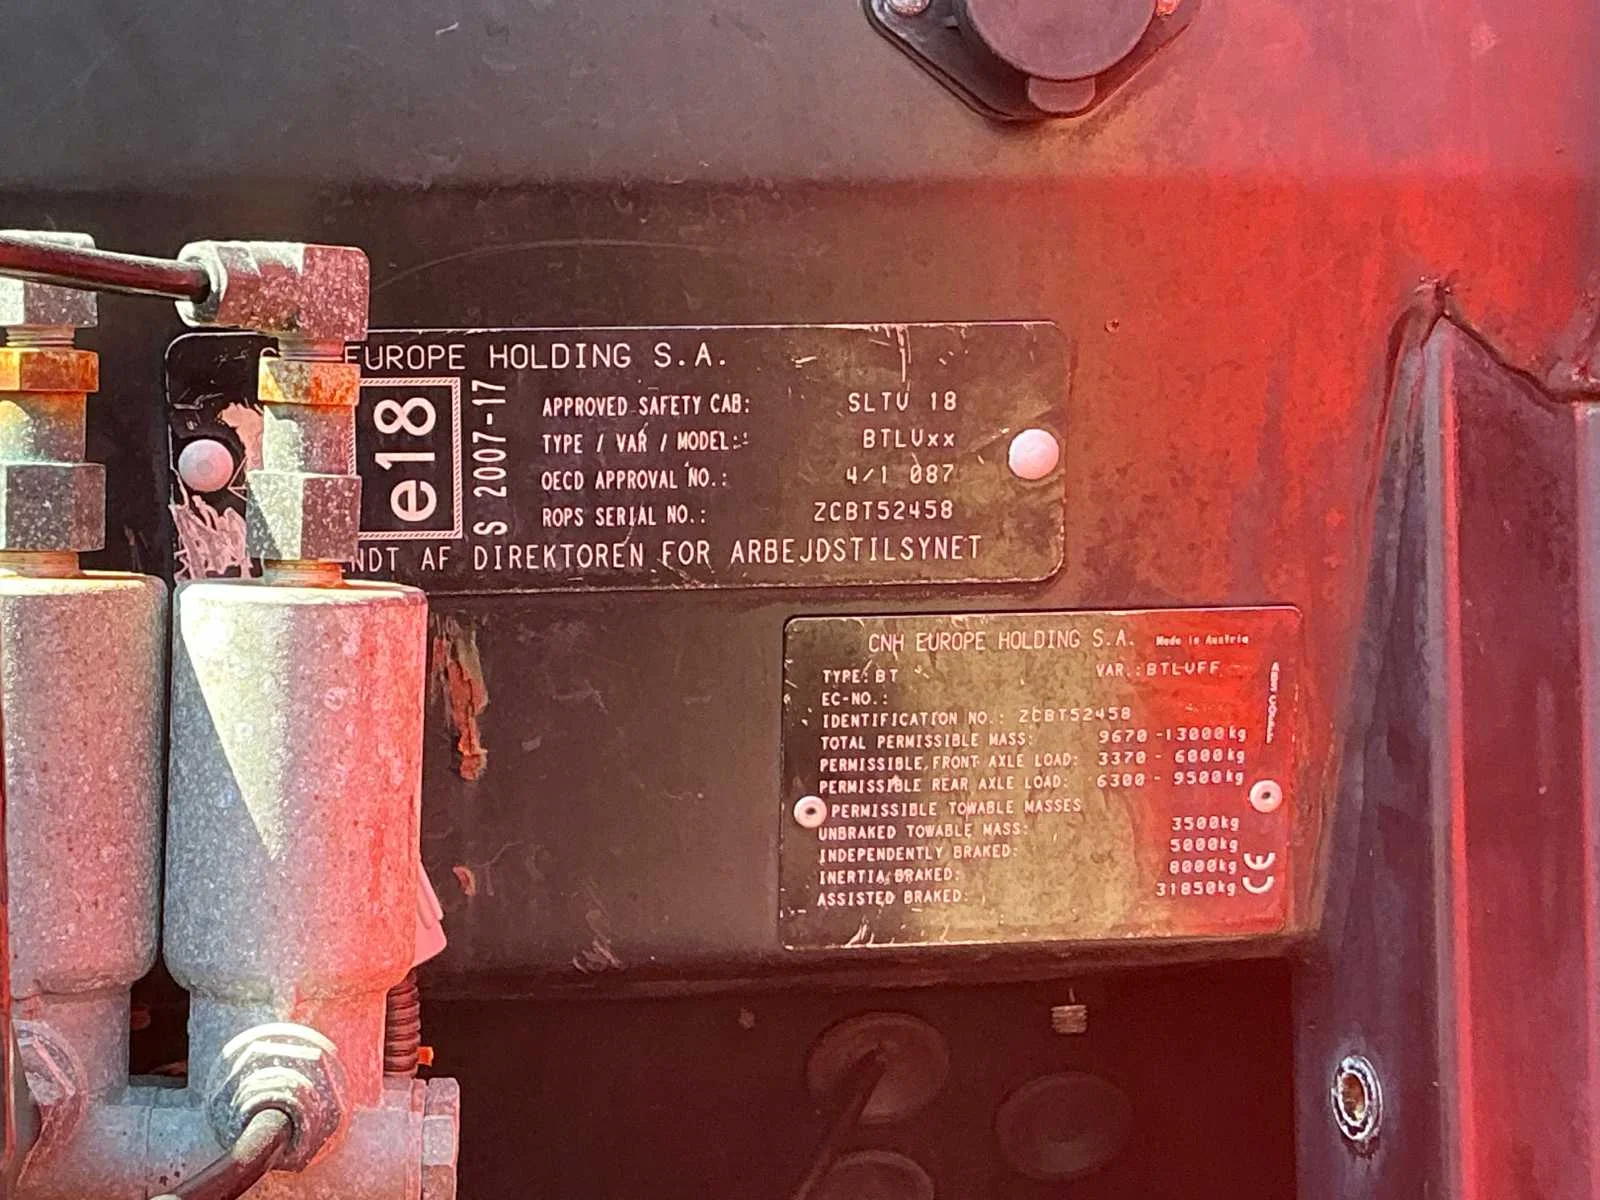 EUROPE HOLDING S.A.
e18
S 2007-17
APPROVED SAFETY CAB: SLTV 18
TYPE / VAR / MODEL: BTLVxx
OECD APPROVAL NO.: 4/1 087
ROPS SERIAL NO.: ZCBT52458
NDT AF DIREKTOREN FOR ARBEJDSTILSYNET
CNH EUROPE HOLDING S.A. Made in Austria
TYPE: BT VAR.: BTLVFF
EC-NO.:
IDENTIFICATION NO.: ZCBT52458
TOTAL PERMISSIBLE MASS: 9670 - 13000kg
PERMISSIBLE FRONT AXLE LOAD: 3370 - 6000kg
PERMISSIBLE REAR AXLE LOAD: 6300 - 9500kg
PERMISSIBLE TOWABLE MASSES
UNBRAKED TOWABLE MASS: 3500kg
INDEPENDENTLY BRAKED: 5000kg
INERTIA BRAKED: 8000kg
ASSISTED BRAKED: 31850kg
CE